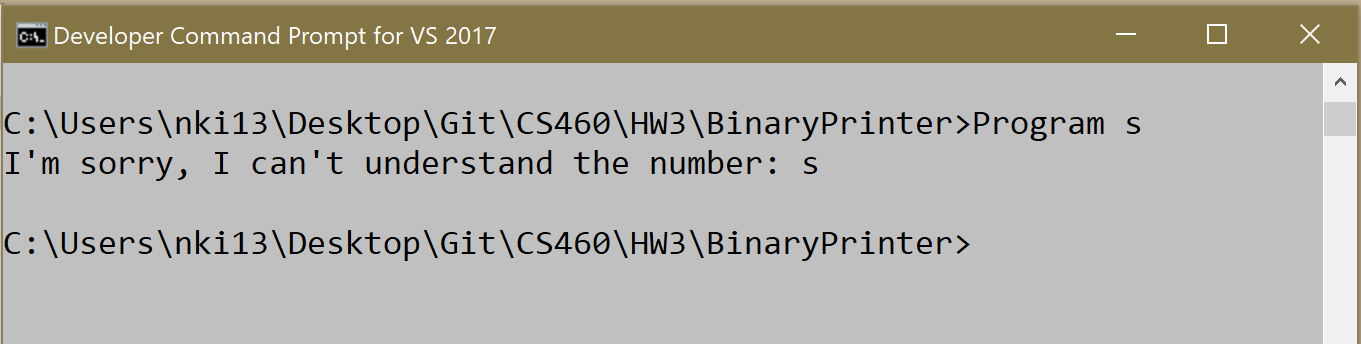 Developer Command Prompt for VS 2017
C:\Users\nki13\Desktop\Git\CS460\HW3\BinaryPrinter>Program s
I'm sorry, I can't understand the number: s
C:\Users\nki13\Desktop\Git\CS460\HW3\BinaryPrinter>